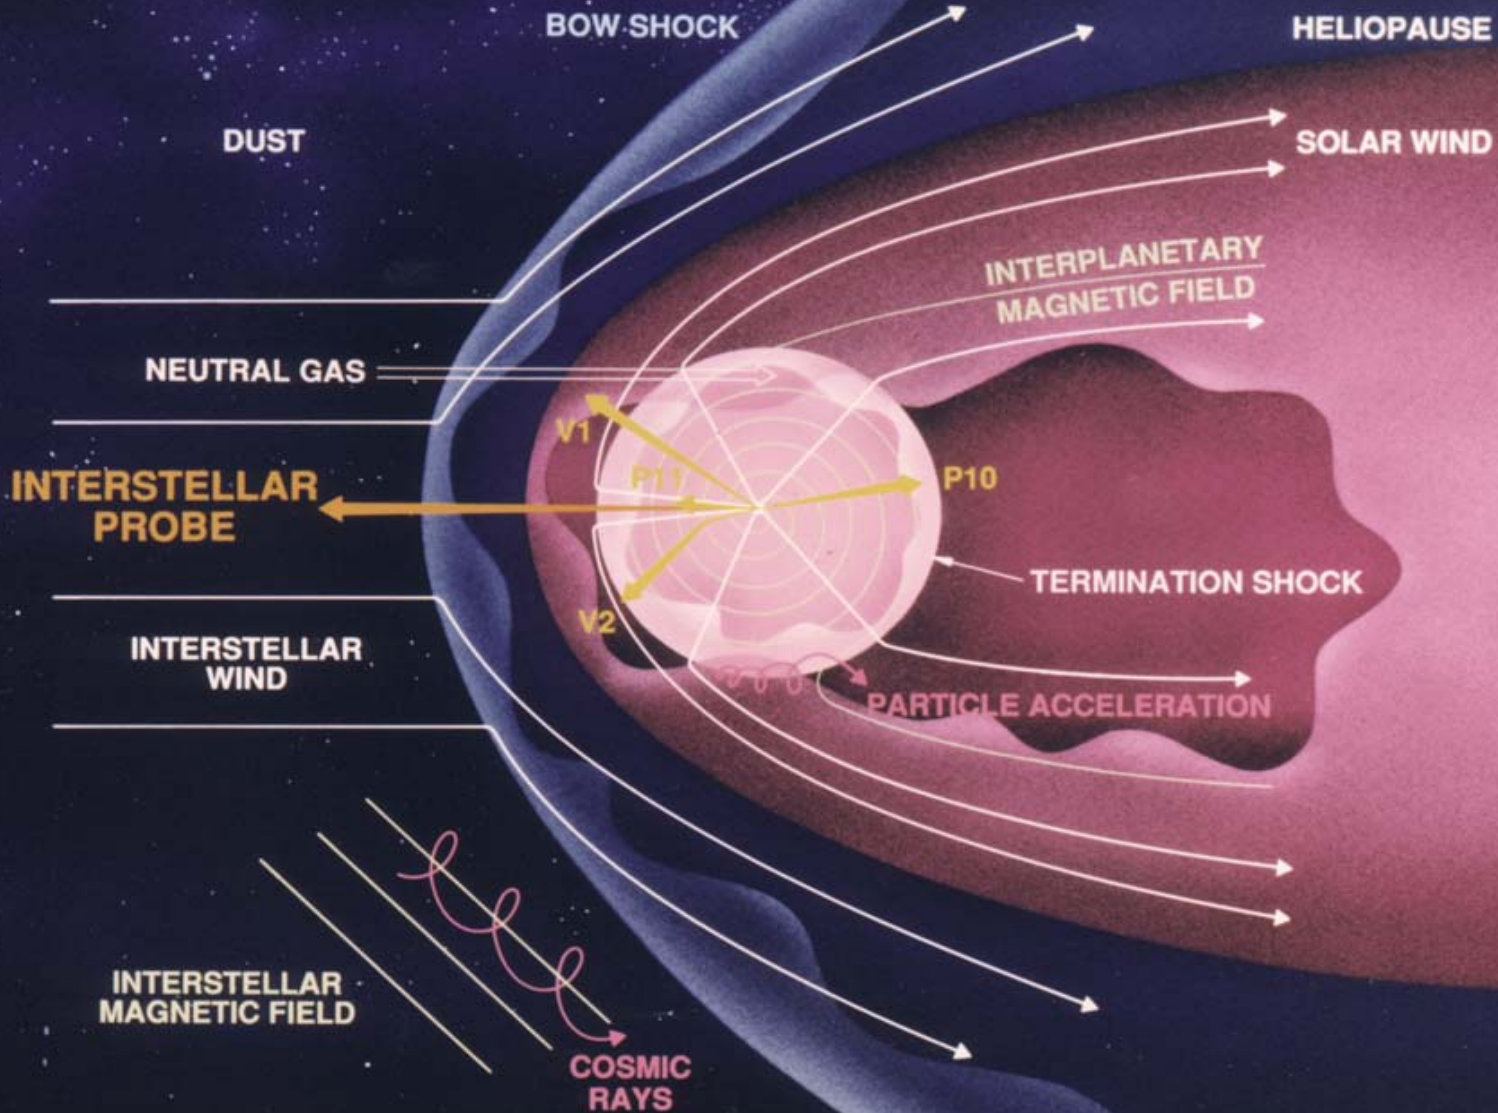 BOW SHOCK
HELIOPAUSE
DUST
SOLAR WIND
INTERPLANETARY
MAGNETIC FIELD
NEUTRAL GAS
V1
P11
P10
INTERSTELLAR
PROBE
TERMINATION SHOCK
V2
INTERSTELLAR
WIND
PARTICLE ACCELERATION
INTERSTELLAR
MAGNETIC FIELD
COSMIC
RAYS